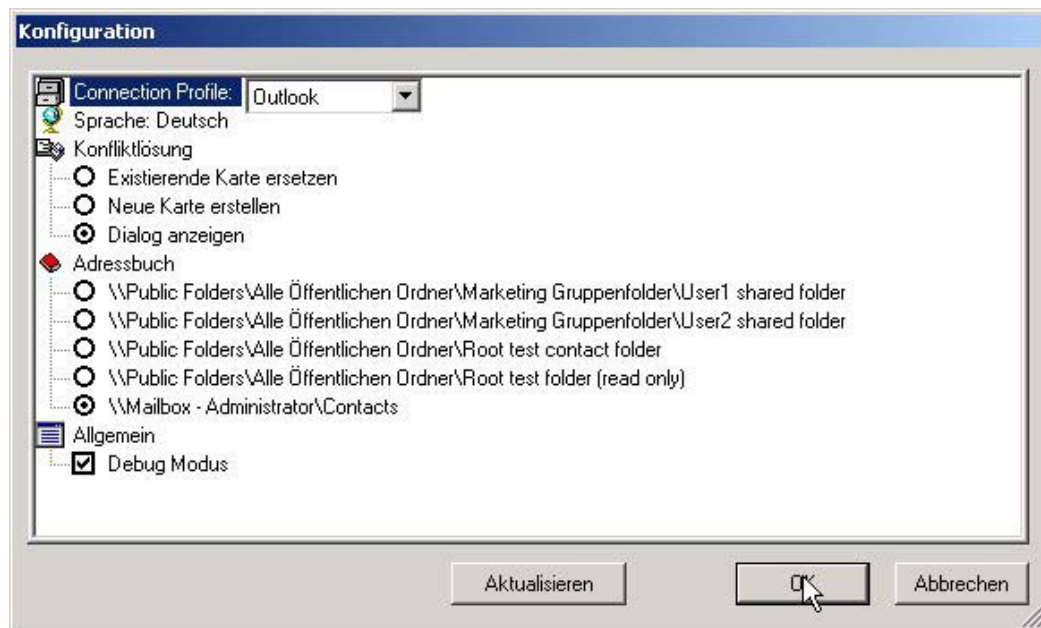 Konfiguration
Connection Profile: Outlook
Sprache: Deutsch
Konfliktlösung
Existierende Karte ersetzen
Neue Karte erstellen
Dialog anzeigen
Adressbuch
\\Public Folders\Alle Öffentlichen Ordner\Marketing Gruppenfolder\User1 shared folder
\\Public Folders\Alle Öffentlichen Ordner\Marketing Gruppenfolder\User2 shared folder
\\Public Folders\Alle Öffentlichen Ordner\Root test contact folder
\\Public Folders\Alle Öffentlichen Ordner\Root test folder (read only)
\\Mailbox - Administrator\Contacts
Allgemein
Debug Modus
Aktualisieren OK Abbrechen